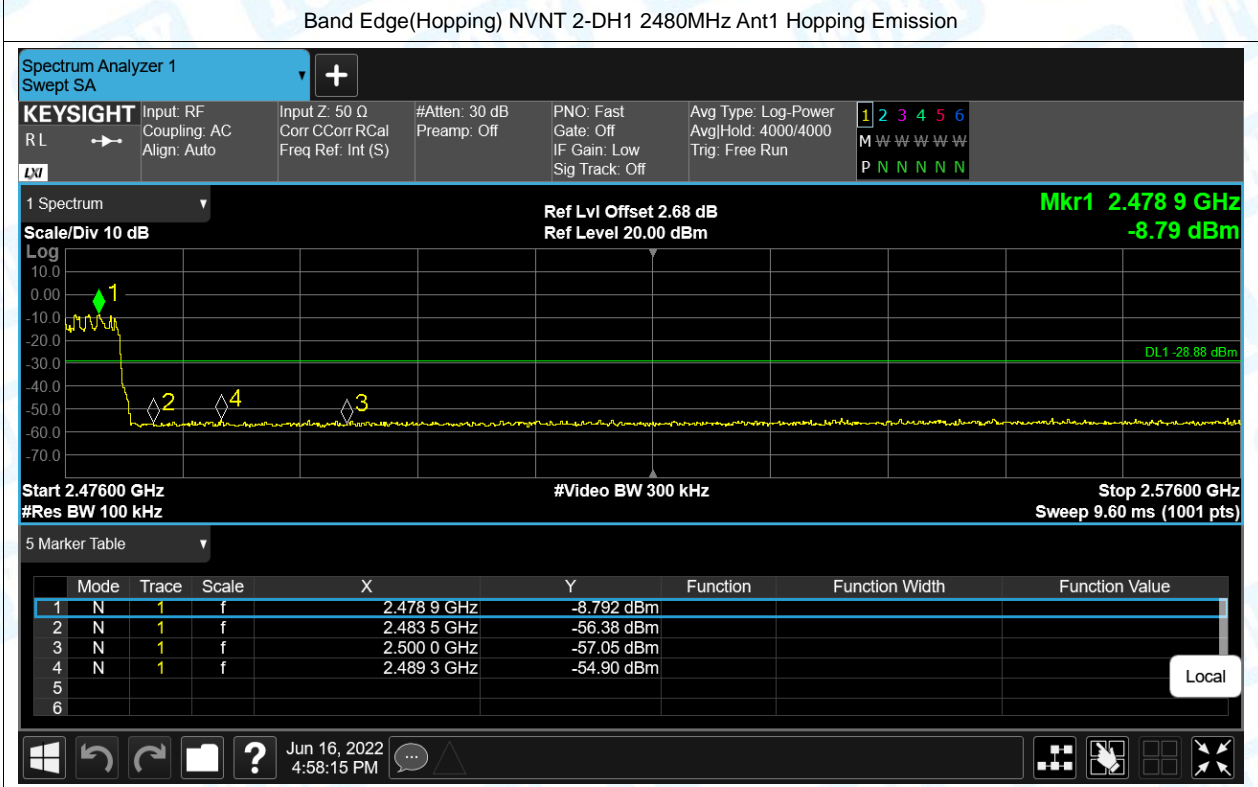 Band Edge(Hopping) NVNT 2-DH1 2480MHz Ant1 Hopping Emission
Spectrum Analyzer 1
Swept SA
KEYSIGHT
RL
LXI
Input: RF
Coupling: AC
Align: Auto
Input Z: 50 Ω
Corr CCorr RCal
Freq Ref: Int (S)
#Atten: 30 dB
Preamp: Off
PNO: Fast
Gate: Off
IF Gain: Low
Sig Track: Off
Avg Type: Log-Power
Avg|Hold: 4000/4000
Trig: Free Run
1 2 3 4 5 6
M W W W W W
P N N N N N
1 Spectrum
Scale/Div 10 dB
Ref Lvl Offset 2.68 dB
Ref Level 20.00 dBm
Mkr1 2.478 9 GHz
-8.79 dBm
Log
10.0
0.00
-10.0
-20.0
-30.0
-40.0
-50.0
-60.0
-70.0
1
2
4
3
DL1 -28.88 dBm
Start 2.47600 GHz
#Video BW 300 kHz
Stop 2.57600 GHz
#Res BW 100 kHz
Sweep 9.60 ms (1001 pts)
5 Marker Table
Mode Trace Scale X Y Function Function Width Function Value
1 N 1 f 2.478 9 GHz -8.792 dBm
2 N 1 f 2.483 5 GHz -56.38 dBm
3 N 1 f 2.500 0 GHz -57.05 dBm
4 N 1 f 2.489 3 GHz -54.90 dBm
5
6
Local
?
Jun 16, 2022
4:58:15 PM